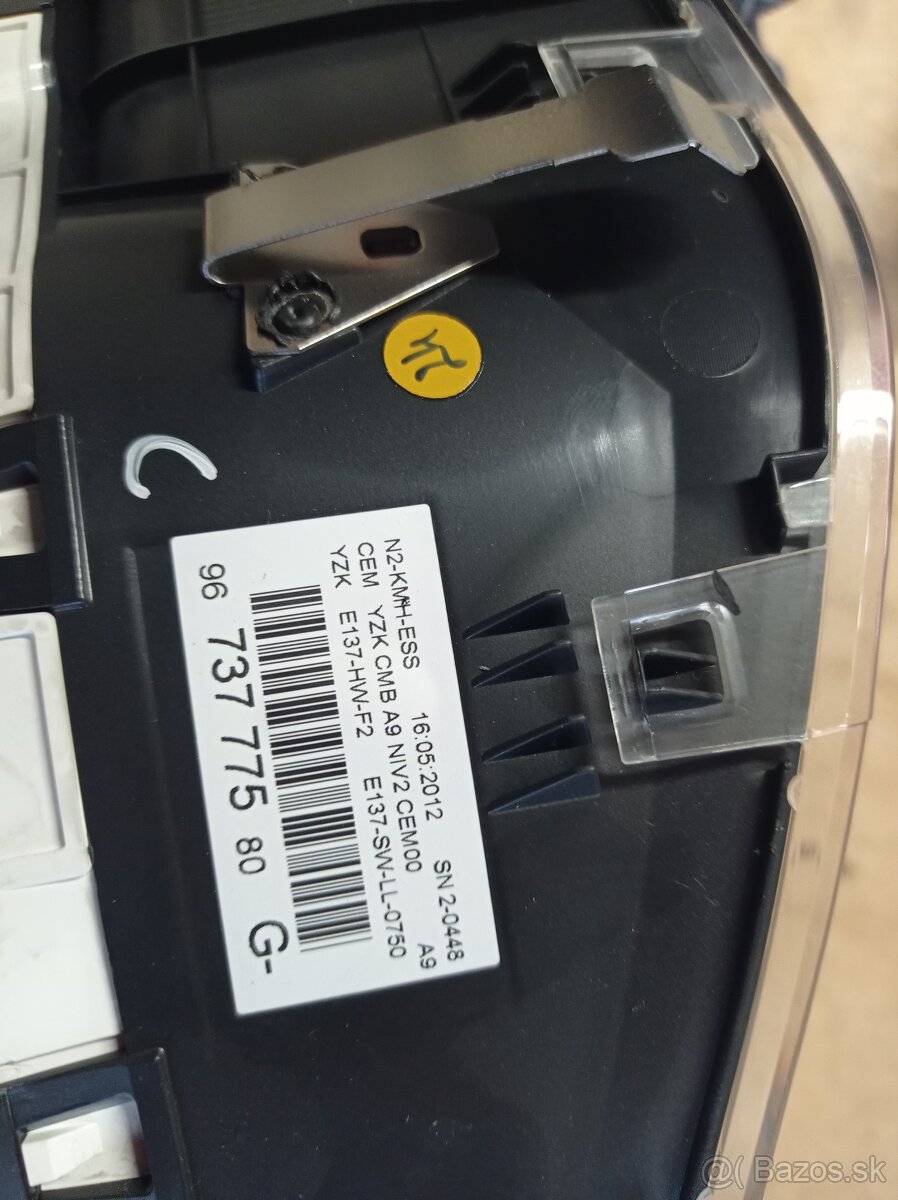 N2-KMH-ESS 16:05:2012 SN 2-0448
CEM YZK CMB A9 NIV2 CEM00 A9
YZK E137-HW-F2 E137-SW-LL-0750
96 737 775 80 G-
C
@( Bazos.sk